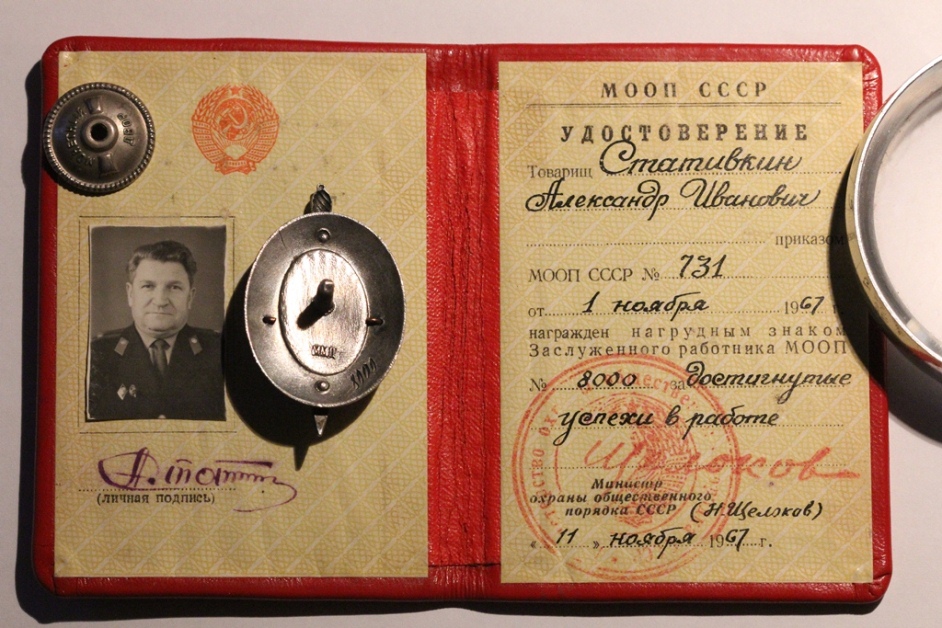 (личная подпись)
ММД
8000
МООП СССР
УДОСТОВЕРЕНИЕ
Товарищ Стативкин
Александр Иванович
приказом
МООП СССР № 731
от 1 ноября 1967 г
награжден нагрудным знаком
Заслуженного работника МООП
№ 8000 за достигнутые
успехи в работе
Щелоков
Министр
охраны общественного
порядка СССР (Н.Щелоков)
« 11 » ноября 1967 г.